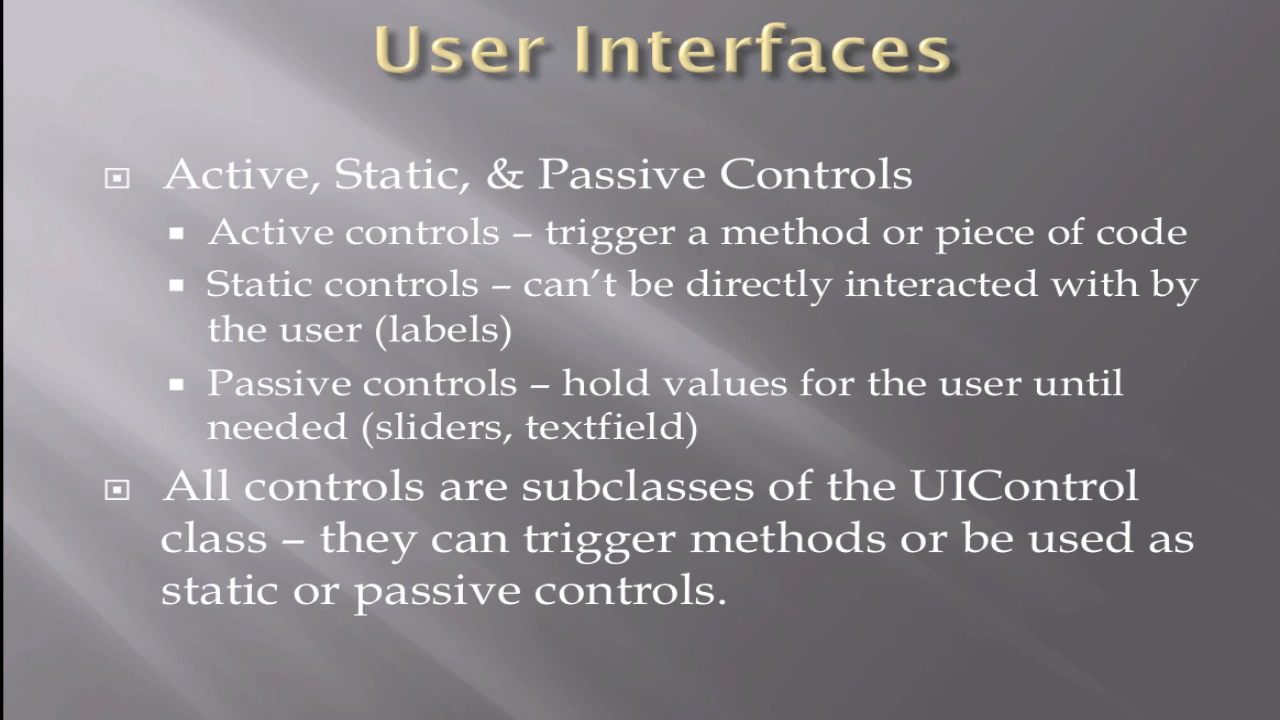 User Interfaces
Active, Static, & Passive Controls
Active controls – trigger a method or piece of code
Static controls – can’t be directly interacted with by
the user (labels)
Passive controls – hold values for the user until
needed (sliders, textfield)
All controls are subclasses of the UIControl
class – they can trigger methods or be used as
static or passive controls.